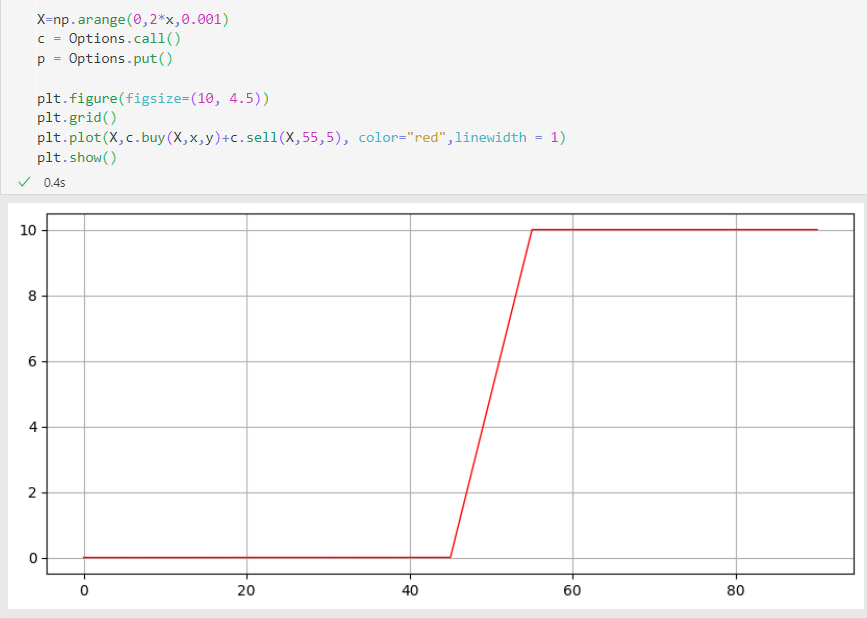 X=np.arange(0,2*x,0.001)
c = Options.call()
p = Options.put()
plt.figure(figsize=(10, 4.5))
plt.grid()
plt.plot(X,c.buy(X,x,y)+c.sell(X,55,5), color="red",linewidth = 1)
plt.show()
0.4s
10
8
6
4
2
0
0 20 40 60 80